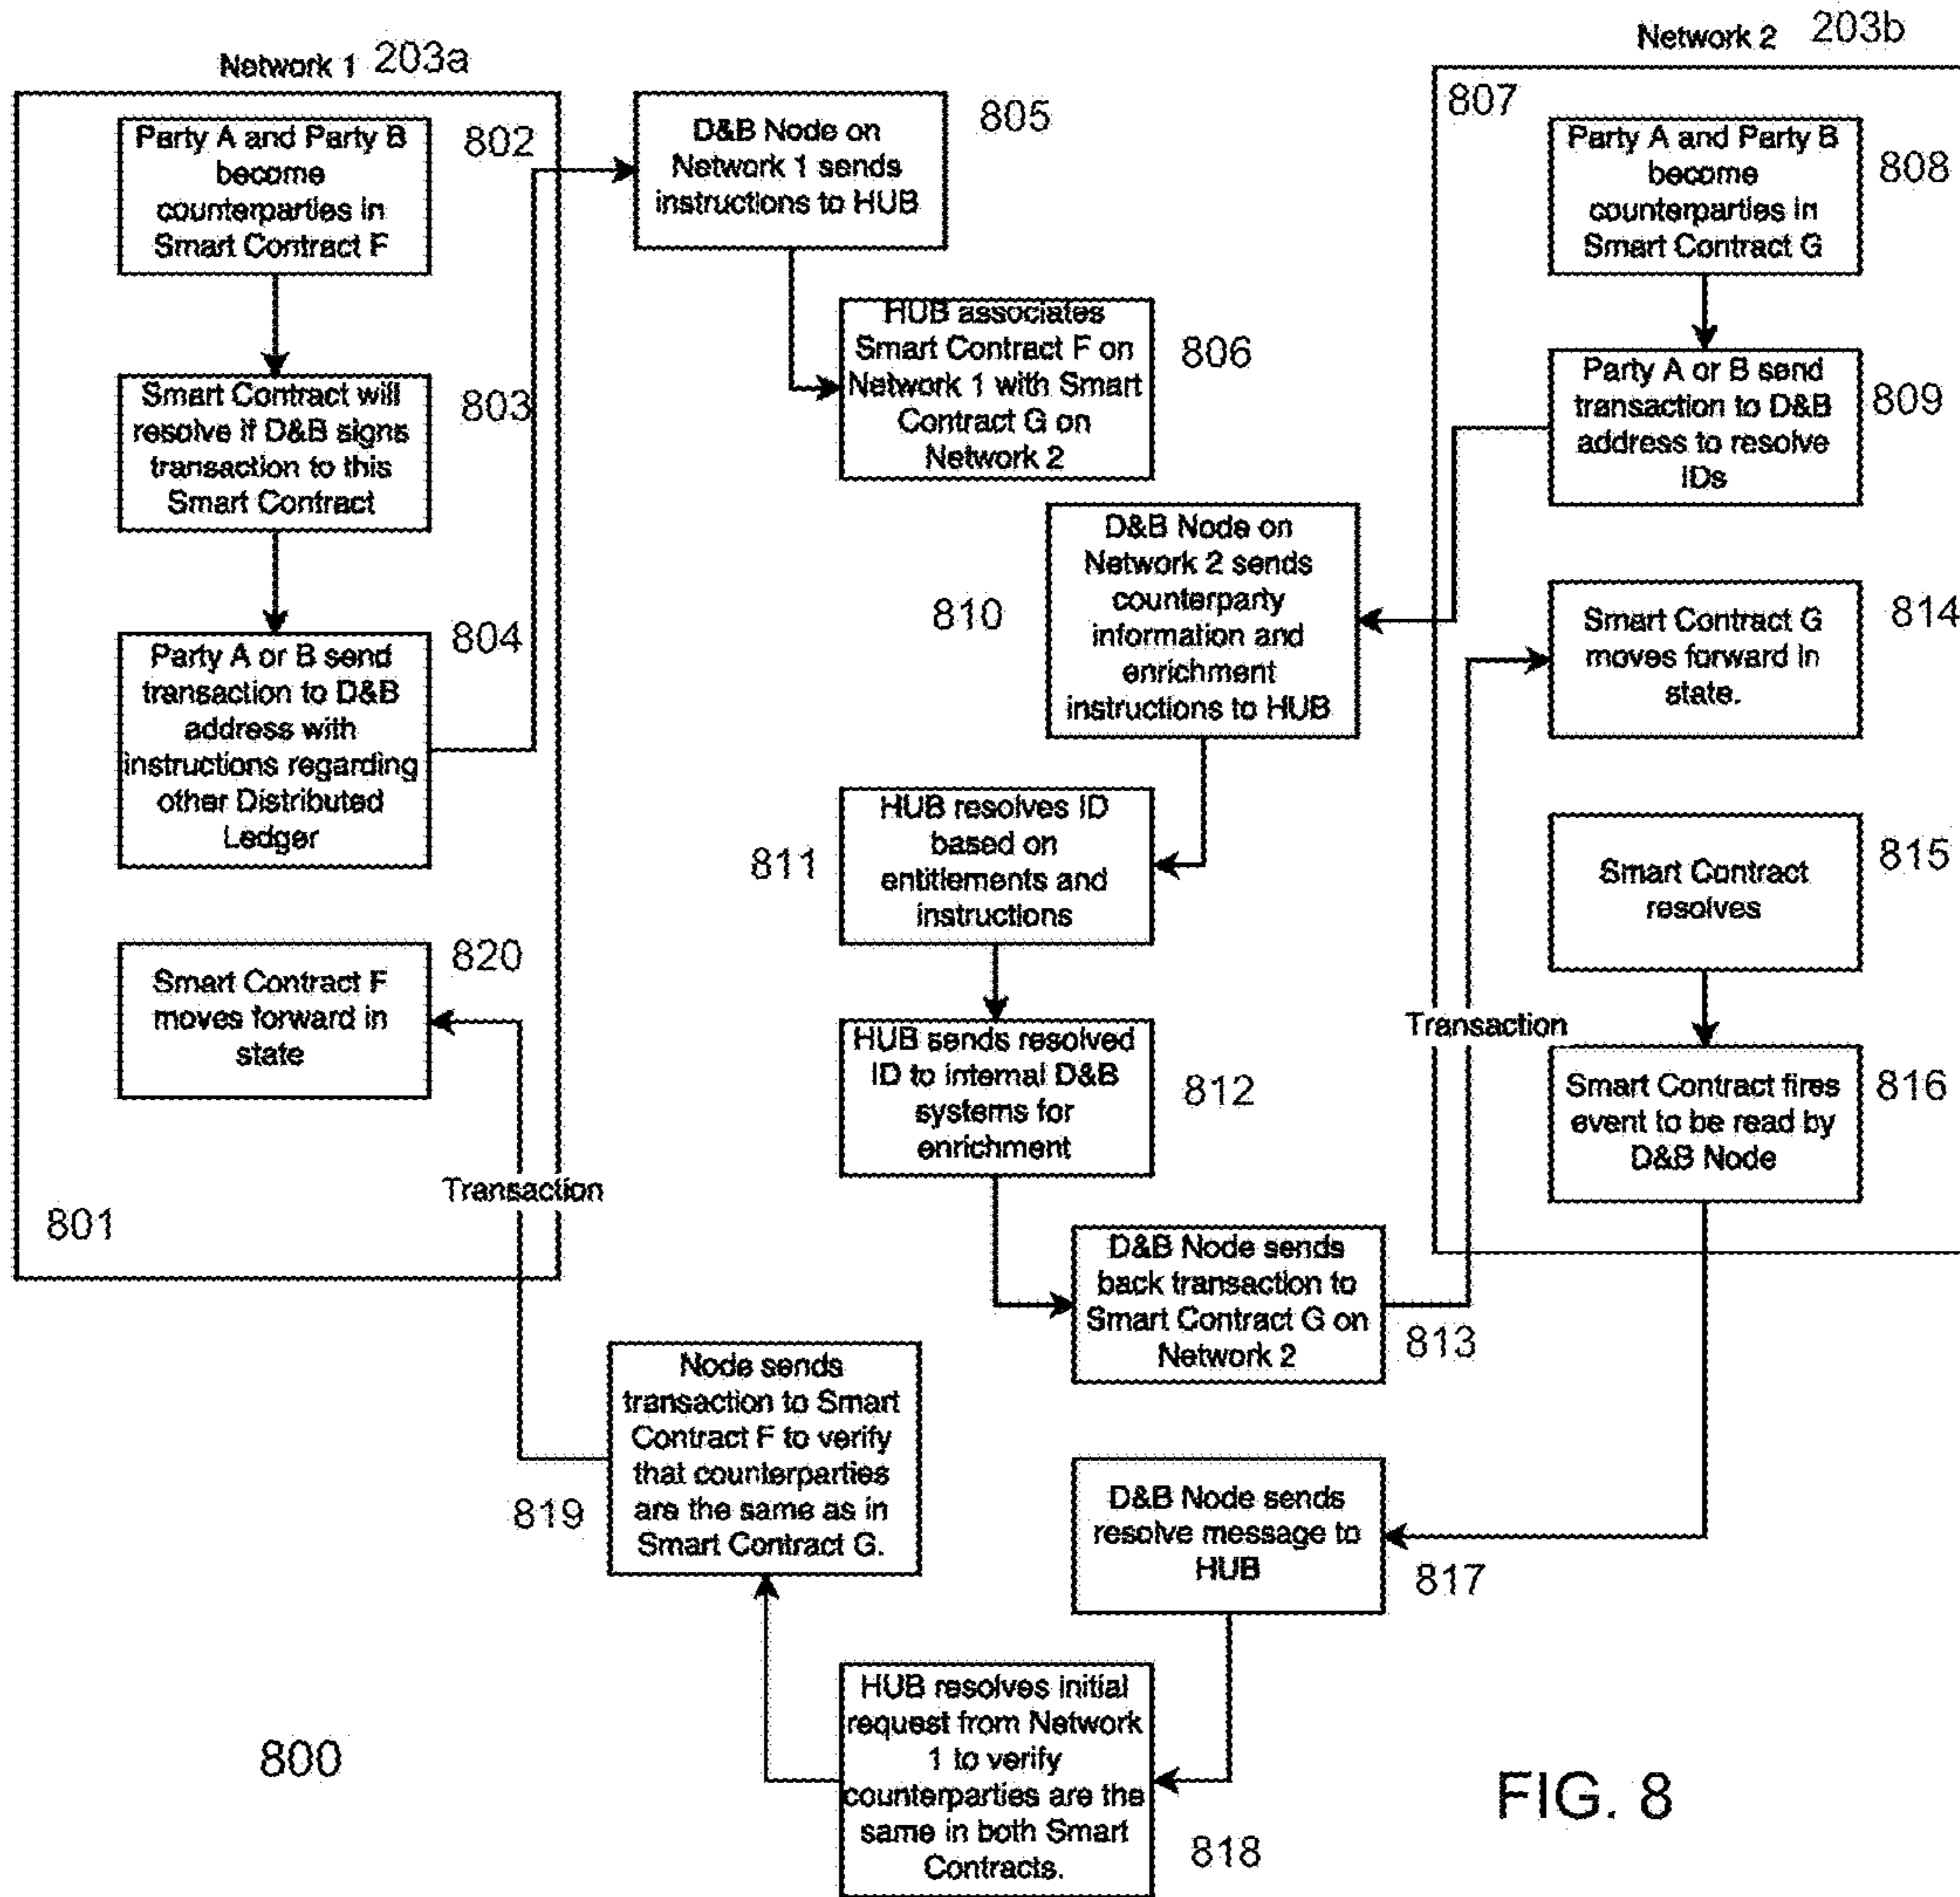 Network 1 203a
Network 2 203b
Party A and Party B
become
counterparties in
Smart Contract F
802
Smart Contract will
resolve if D&B signs
transaction to this
Smart Contract
803
Party A or B send
transaction to D&B
address with
instructions regarding
other Distributed
Ledger
804
Smart Contract F
moves forward in
state
820
Transaction
801
D&B Node on
Network 1 sends
instructions to HUB
805
HUB associates
Smart Contract F on
Network 1 with Smart
Contract G on
Network 2
806
807
Party A and Party B
become
counterparties in
Smart Contract G
808
Party A or B send
transaction to D&B
address to resolve
IDs
809
D&B Node on
Network 2 sends
counterparty
information and
enrichment
instructions to HUB
810
HUB resolves ID
based on
entitlements and
instructions
811
HUB sends resolved
ID to internal D&B
systems for
enrichment
812
D&B Node sends
back transaction to
Smart Contract G on
Network 2
813
Transaction
Smart Contract G
moves forward in
state.
814
Smart Contract
resolves
815
Smart Contract fires
event to be read by
D&B Node
816
D&B Node sends
resolve message to
HUB
817
HUB resolves initial
request from Network
1 to verify
counterparties are the
same in both Smart
Contracts.
818
Node sends
transaction to Smart
Contract F to verify
that counterparties
are the same as in
Smart Contract G.
819
800
FIG. 8